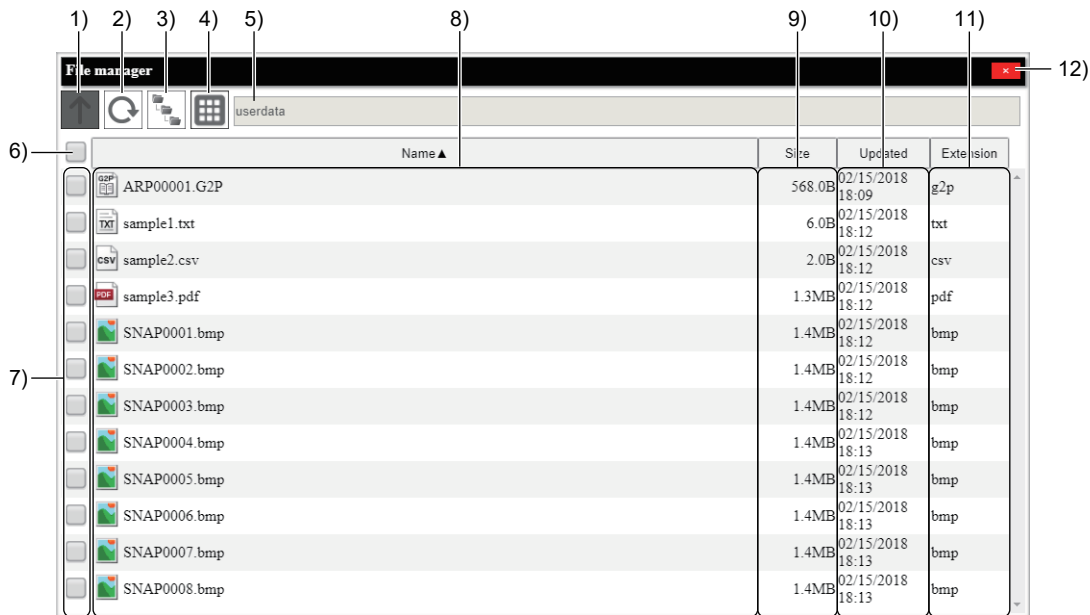 1) 2) 3) 4) 5) 8) 9) 10) 11)
File manager × 12)
userdata
6) Name▲ Size Updated Extension
G2P ARP00001.G2P 568.0B 02/15/2018 18:09 g2p
TXT sample1.txt 6.0B 02/15/2018 18:12 txt
csv sample2.csv 2.0B 02/15/2018 18:12 csv
PDF sample3.pdf 1.3MB 02/15/2018 18:12 pdf
SNAP0001.bmp 1.4MB 02/15/2018 18:12 bmp
7) SNAP0002.bmp 1.4MB 02/15/2018 18:12 bmp
SNAP0003.bmp 1.4MB 02/15/2018 18:12 bmp
SNAP0004.bmp 1.4MB 02/15/2018 18:13 bmp
SNAP0005.bmp 1.4MB 02/15/2018 18:13 bmp
SNAP0006.bmp 1.4MB 02/15/2018 18:13 bmp
SNAP0007.bmp 1.4MB 02/15/2018 18:13 bmp
SNAP0008.bmp 1.4MB 02/15/2018 18:13 bmp